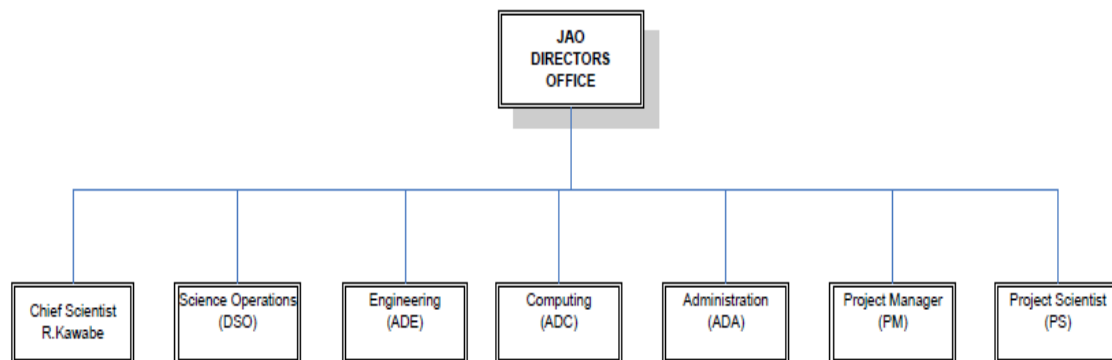 JAO
DIRECTORS
OFFICE
Chief Scientist
R.Kawabe
Science Operations
(DSO)
Engineering
(ADE)
Computing
(ADC)
Administration
(ADA)
Project Manager
(PM)
Project Scientist
(PS)